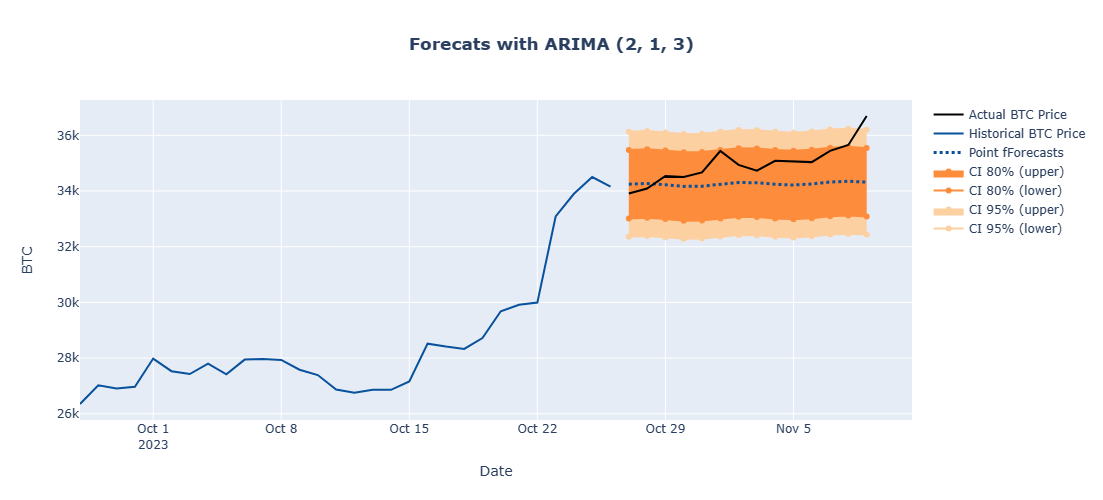 Forecats with ARIMA (2, 1, 3)
Actual BTC Price
Historical BTC Price
Point fForecasts
CI 80% (upper)
CI 80% (lower)
CI 95% (upper)
CI 95% (lower)
36k
34k
32k
30k
28k
26k
BTC
Oct 1
2023
Oct 8
Oct 15
Oct 22
Oct 29
Nov 5
Date